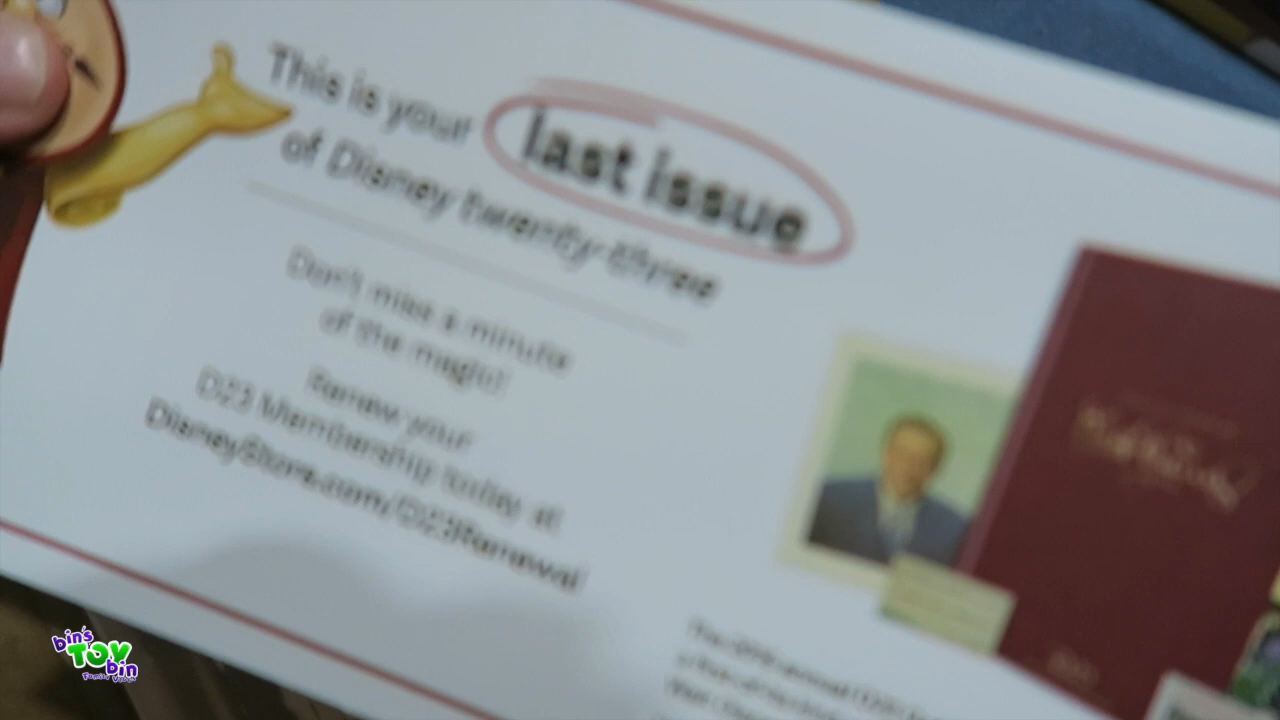 This is your last issue
of Disney twenty-three
Don't miss a minute
of the magic!
Renew your
D23 Membership today at
DisneyStore.com/D23Renewal
bin's
TOY
bin